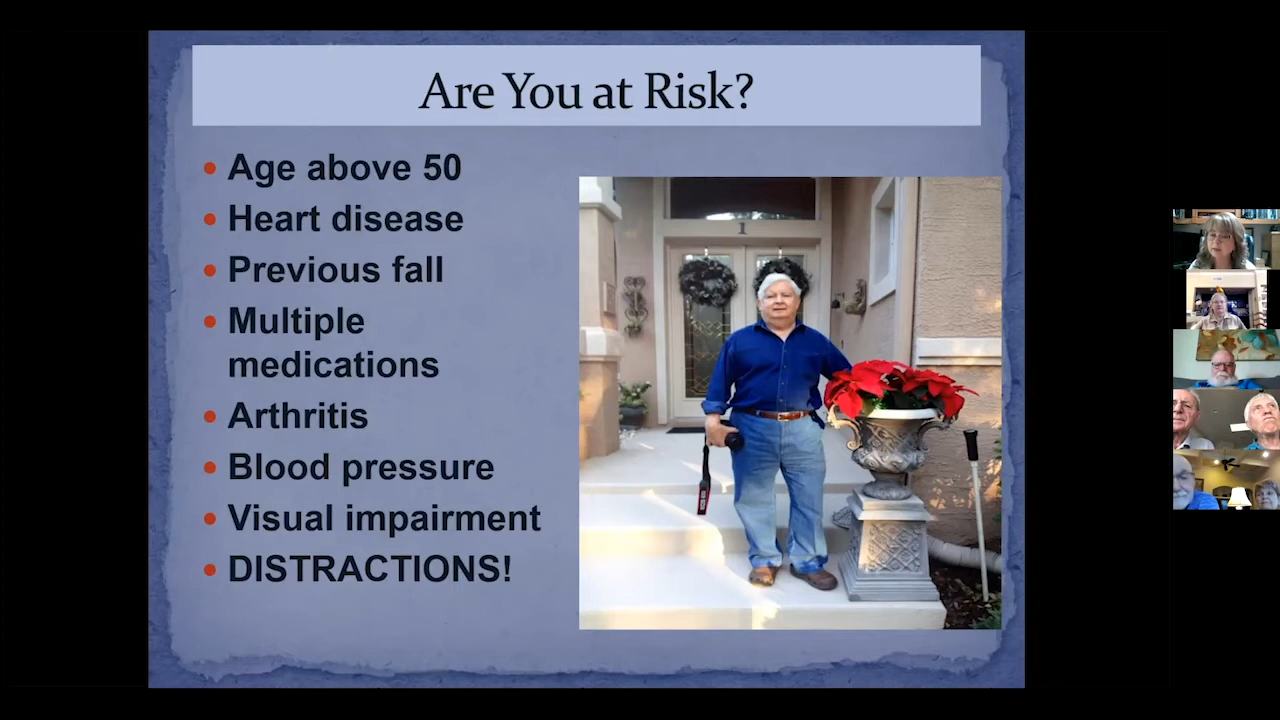 Are You at Risk?
Age above 50
Heart disease
Previous fall
Multiple
medications
Arthritis
Blood pressure
Visual impairment
DISTRACTIONS!
1